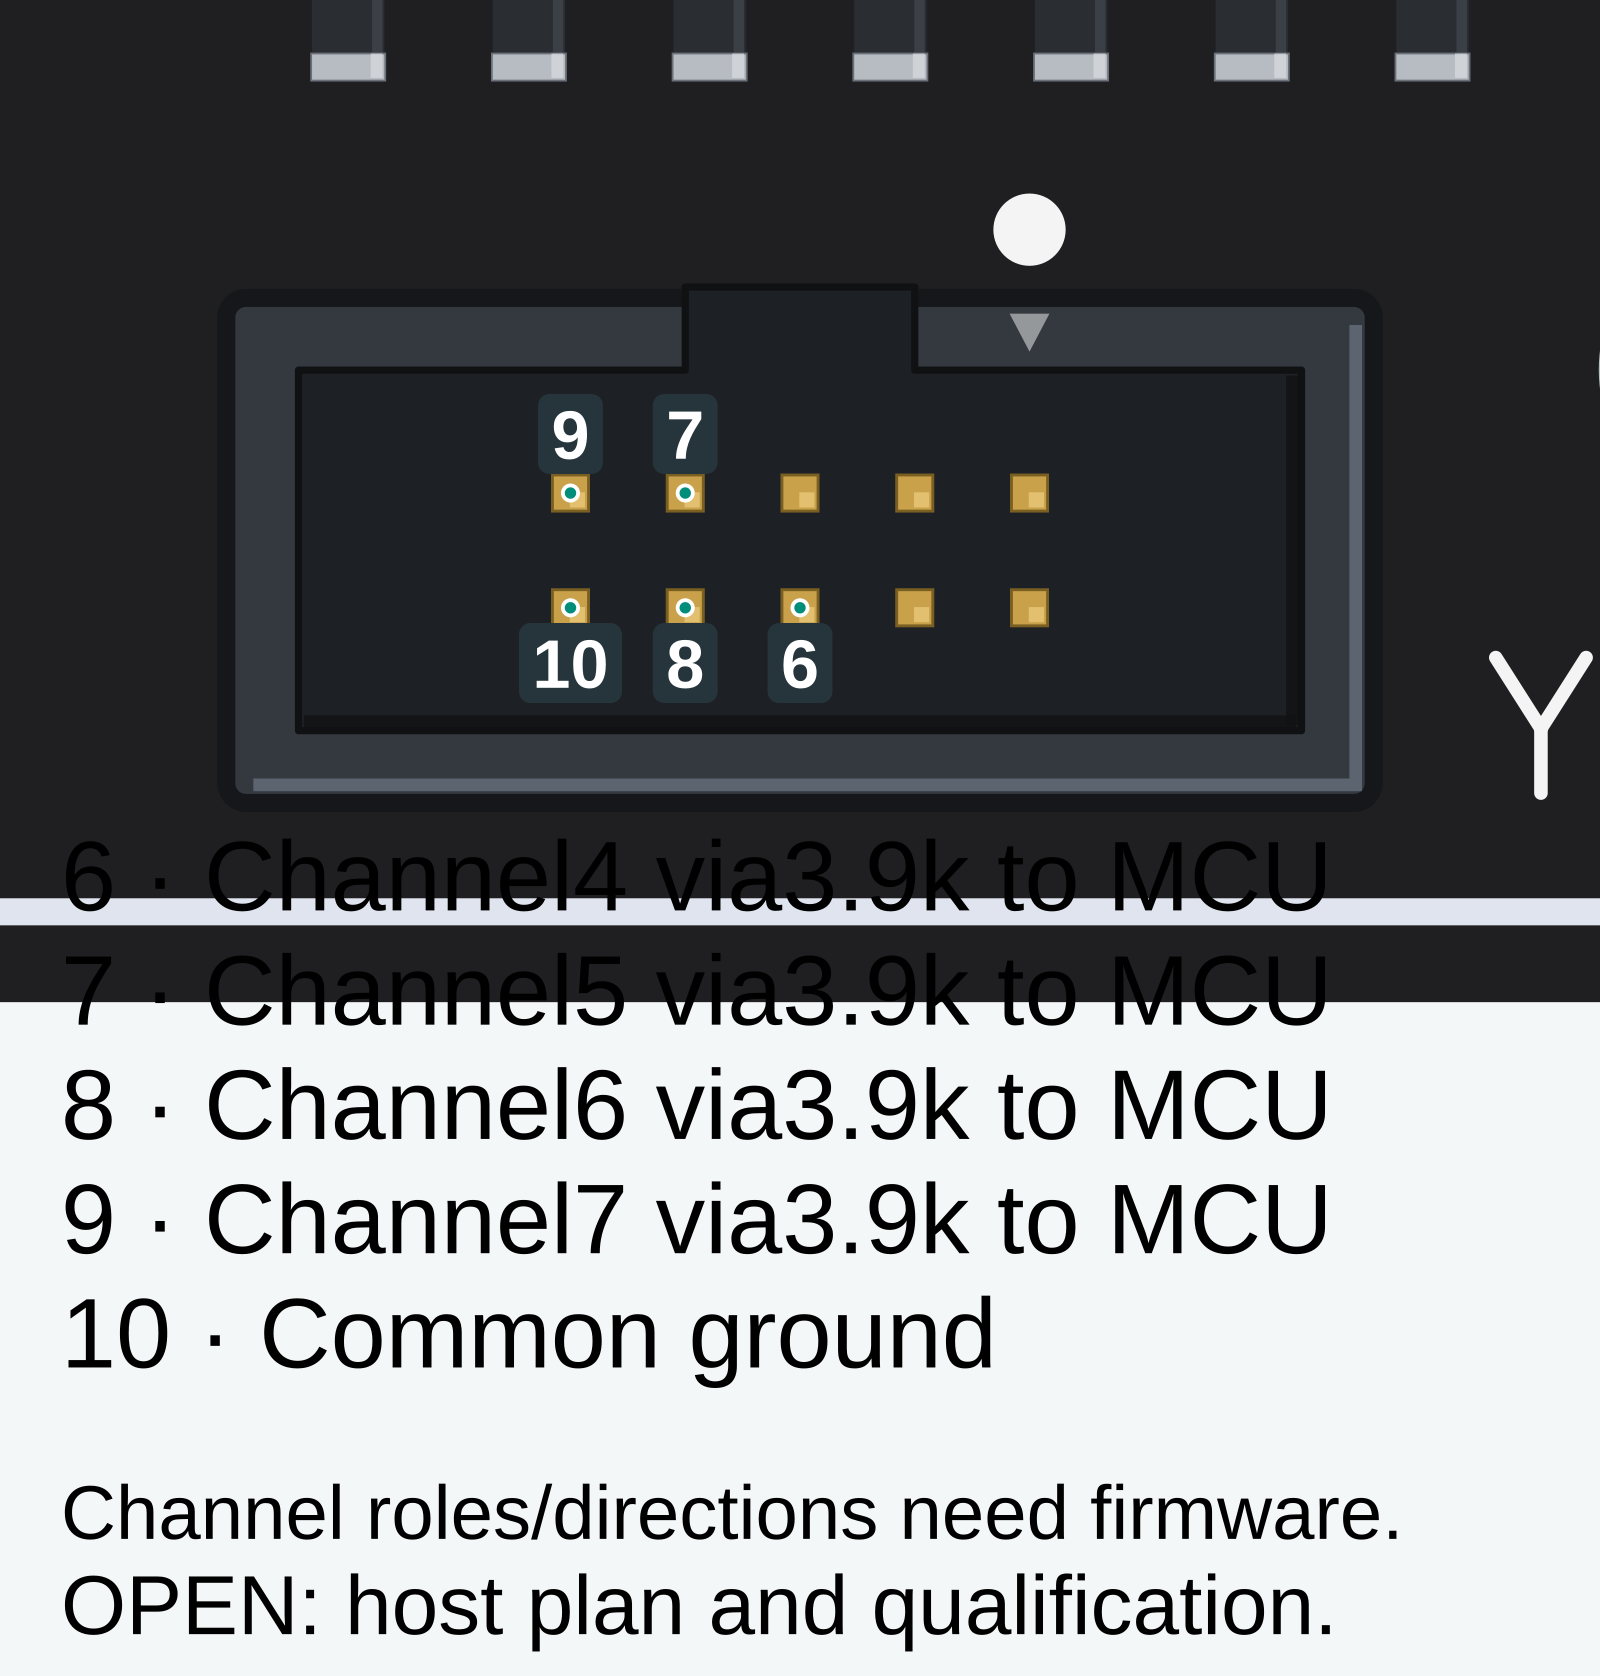 9 7
10 8 6
Y
6 · Channel4 via3.9k to MCU
7 · Channel5 via3.9k to MCU
8 · Channel6 via3.9k to MCU
9 · Channel7 via3.9k to MCU
10 · Common ground
Channel roles/directions need firmware.
OPEN: host plan and qualification.